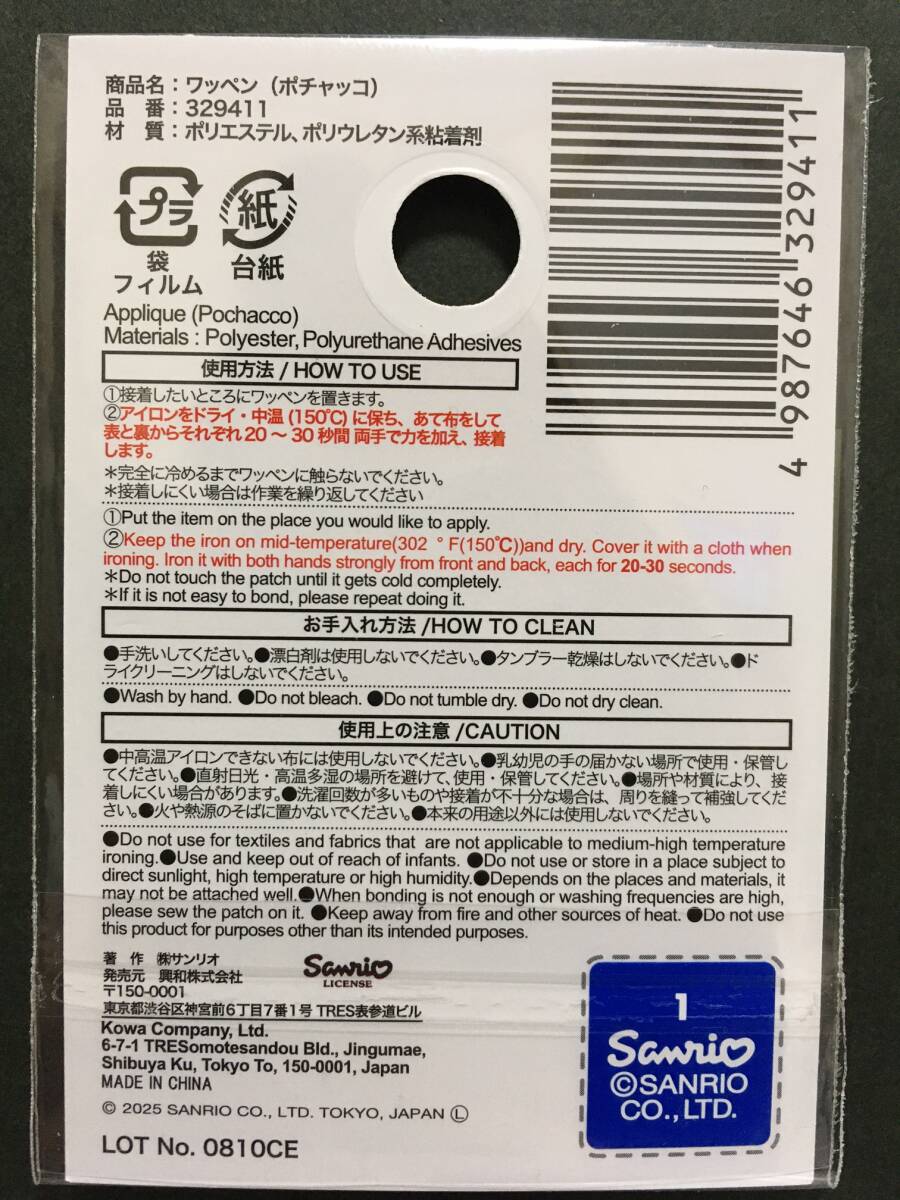 商品名：ワッペン（ポチャッコ）
品　番：329411
材　質：ポリエステル、ポリウレタン系粘着剤
プラ
袋
フィルム
紙
台紙
4 987646 329411
Applique (Pochacco)
Materials : Polyester, Polyurethane Adhesives
使用方法 / HOW TO USE
①接着したいところにワッペンを置きます。
②アイロンをドライ・中温 (150℃) に保ち、あて布をして
表と裏からそれぞれ20～30秒間 両手で力を加え、接着
します。
＊完全に冷めるまでワッペンに触らないでください。
＊接着しにくい場合は作業を繰り返してください
①Put the item on the place you would like to apply.
②Keep the iron on mid-temperature(302 °F(150℃))and dry. Cover it with a cloth when
ironing. Iron it with both hands strongly from front and back, each for 20-30 seconds.
＊Do not touch the patch until it gets cold completely.
＊If it is not easy to bond, please repeat doing it.
お手入れ方法 /HOW TO CLEAN
●手洗いしてください。●漂白剤は使用しないでください。●タンブラー乾燥はしないでください。●ド
ライクリーニングはしないでください。
●Wash by hand. ●Do not bleach. ●Do not tumble dry. ●Do not dry clean.
使用上の注意 /CAUTION
●中高温アイロンできない布には使用しないでください。●乳幼児の手の届かない場所で使用・保管し
てください。●直射日光・高温多湿の場所を避けて、使用・保管してください。●場所や材質により、接
着しにくい場合があります。●洗濯回数が多いものや接着が不十分な場合は、周りを縫って補強してくだ
さい。●火や熱源のそばに置かないでください。●本来の用途以外には使用しないでください。
●Do not use for textiles and fabrics that are not applicable to medium-high temperature
ironing.●Use and keep out of reach of infants. ●Do not use or store in a place subject to
direct sunlight, high temperature or high humidity.●Depends on the places and materials, it
may not be attached well.●When bonding is not enough or washing frequencies are high,
please sew the patch on it. ●Keep away from fire and other sources of heat. ●Do not use
this product for purposes other than its intended purposes.
著　作　㈱サンリオ
発売元　興和株式会社
〒150-0001
東京都渋谷区神宮前6丁目7番1号 TRES表参道ビル
Sanrio
LICENSE
Kowa Company, Ltd.
6-7-1 TRESomotesandou Bld., Jingumae,
Shibuya Ku, Tokyo To, 150-0001, Japan
MADE IN CHINA
© 2025 SANRIO CO., LTD. TOKYO, JAPAN Ⓛ
LOT No. 0810CE
1
Sanrio
©SANRIO
CO., LTD.